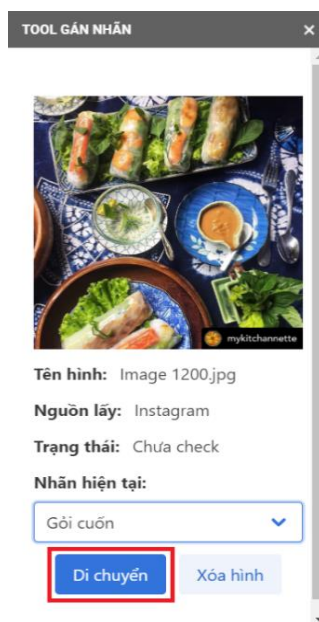 TOOL GÁN NHÃN ×
mykitchannette
Tên hình: Image 1200.jpg
Nguồn lấy: Instagram
Trạng thái: Chưa check
Nhãn hiện tại:
Gỏi cuốn
Di chuyển Xóa hình